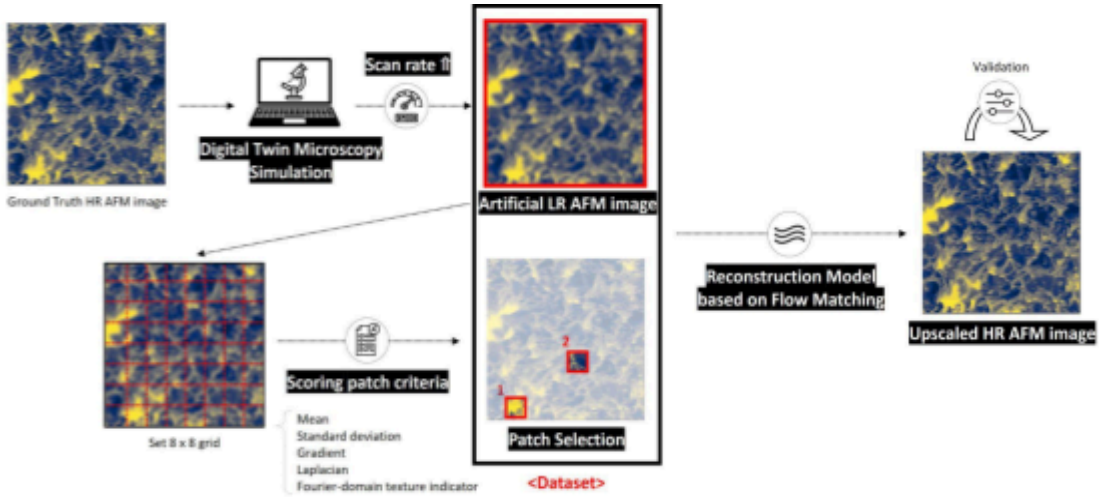 Ground Truth HR AFM image
Digital Twin Microscopy
Simulation
Scan rate ⇑
Artificial LR AFM image
Set 8 x 8 grid
Scoring patch criteria
Mean
Standard deviation
Gradient
Laplacian
Fourier-domain texture indicator
2
1
Patch Selection
<Dataset>
Reconstruction Model
based on Flow Matching
Validation
Upscaled HR AFM image